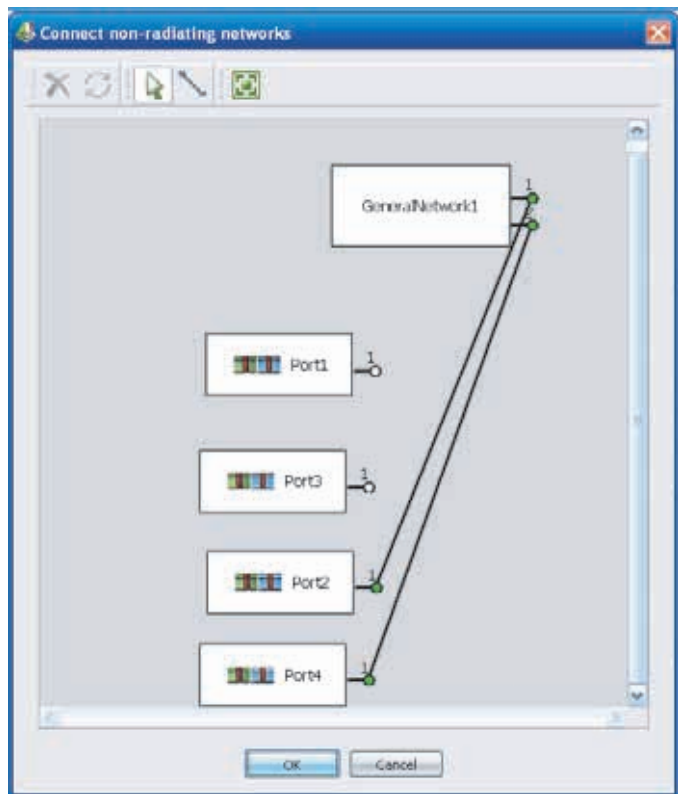 Connect non-radiating networks
1
GeneralNetwork1
1
Port1
1
Port3
1
Port2
1
Port4
OK
Cancel